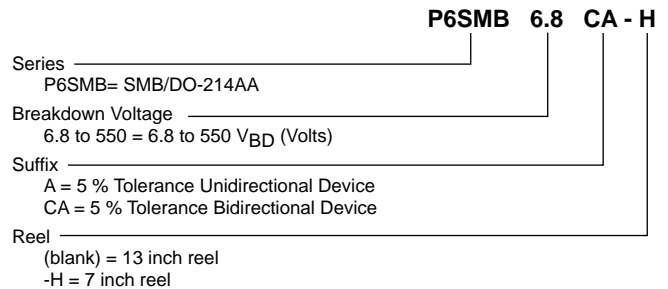 P6SMB 6.8 CA - H
Series
P6SMB= SMB/DO-214AA
Breakdown Voltage
6.8 to 550 = 6.8 to 550 VBD (Volts)
Suffix
A = 5 % Tolerance Unidirectional Device
CA = 5 % Tolerance Bidirectional Device
Reel
(blank) = 13 inch reel
-H = 7 inch reel